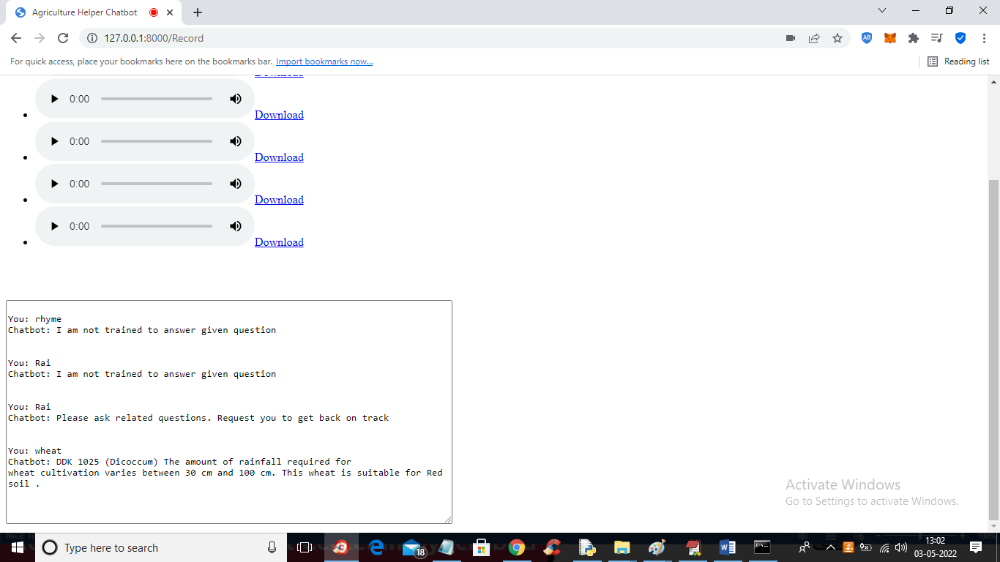 Agriculture Helper Chatbot
127.0.0.1:8000/Record
AB
For quick access, place your bookmarks here on the bookmarks bar. Import bookmarks now...
Reading list
Download
0:00
Download
0:00
Download
0:00
Download
0:00
Download
You: rhyme
Chatbot: I am not trained to answer given question
You: Rai
Chatbot: I am not trained to answer given question
You: Rai
Chatbot: Please ask related questions. Request you to get back on track
You: wheat
Chatbot: DDK 1025 (Dicoccum) The amount of rainfall required for
wheat cultivation varies between 30 cm and 100 cm. This wheat is suitable for Red
soil .
Activate Windows
Go to Settings to activate Windows.
Type here to search
18
13:02
03-05-2022
100%